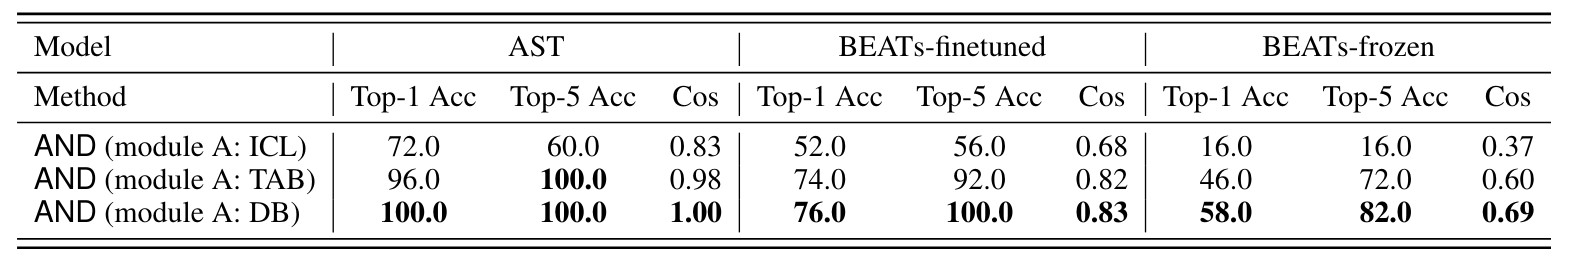 Model AST BEATs-finetuned BEATs-frozen
Method Top-1 Acc Top-5 Acc Cos Top-1 Acc Top-5 Acc Cos Top-1 Acc Top-5 Acc Cos
AND (module A: ICL) 72.0 60.0 0.83 52.0 56.0 0.68 16.0 16.0 0.37
AND (module A: TAB) 96.0 100.0 0.98 74.0 92.0 0.82 46.0 72.0 0.60
AND (module A: DB) 100.0 100.0 1.00 76.0 100.0 0.83 58.0 82.0 0.69